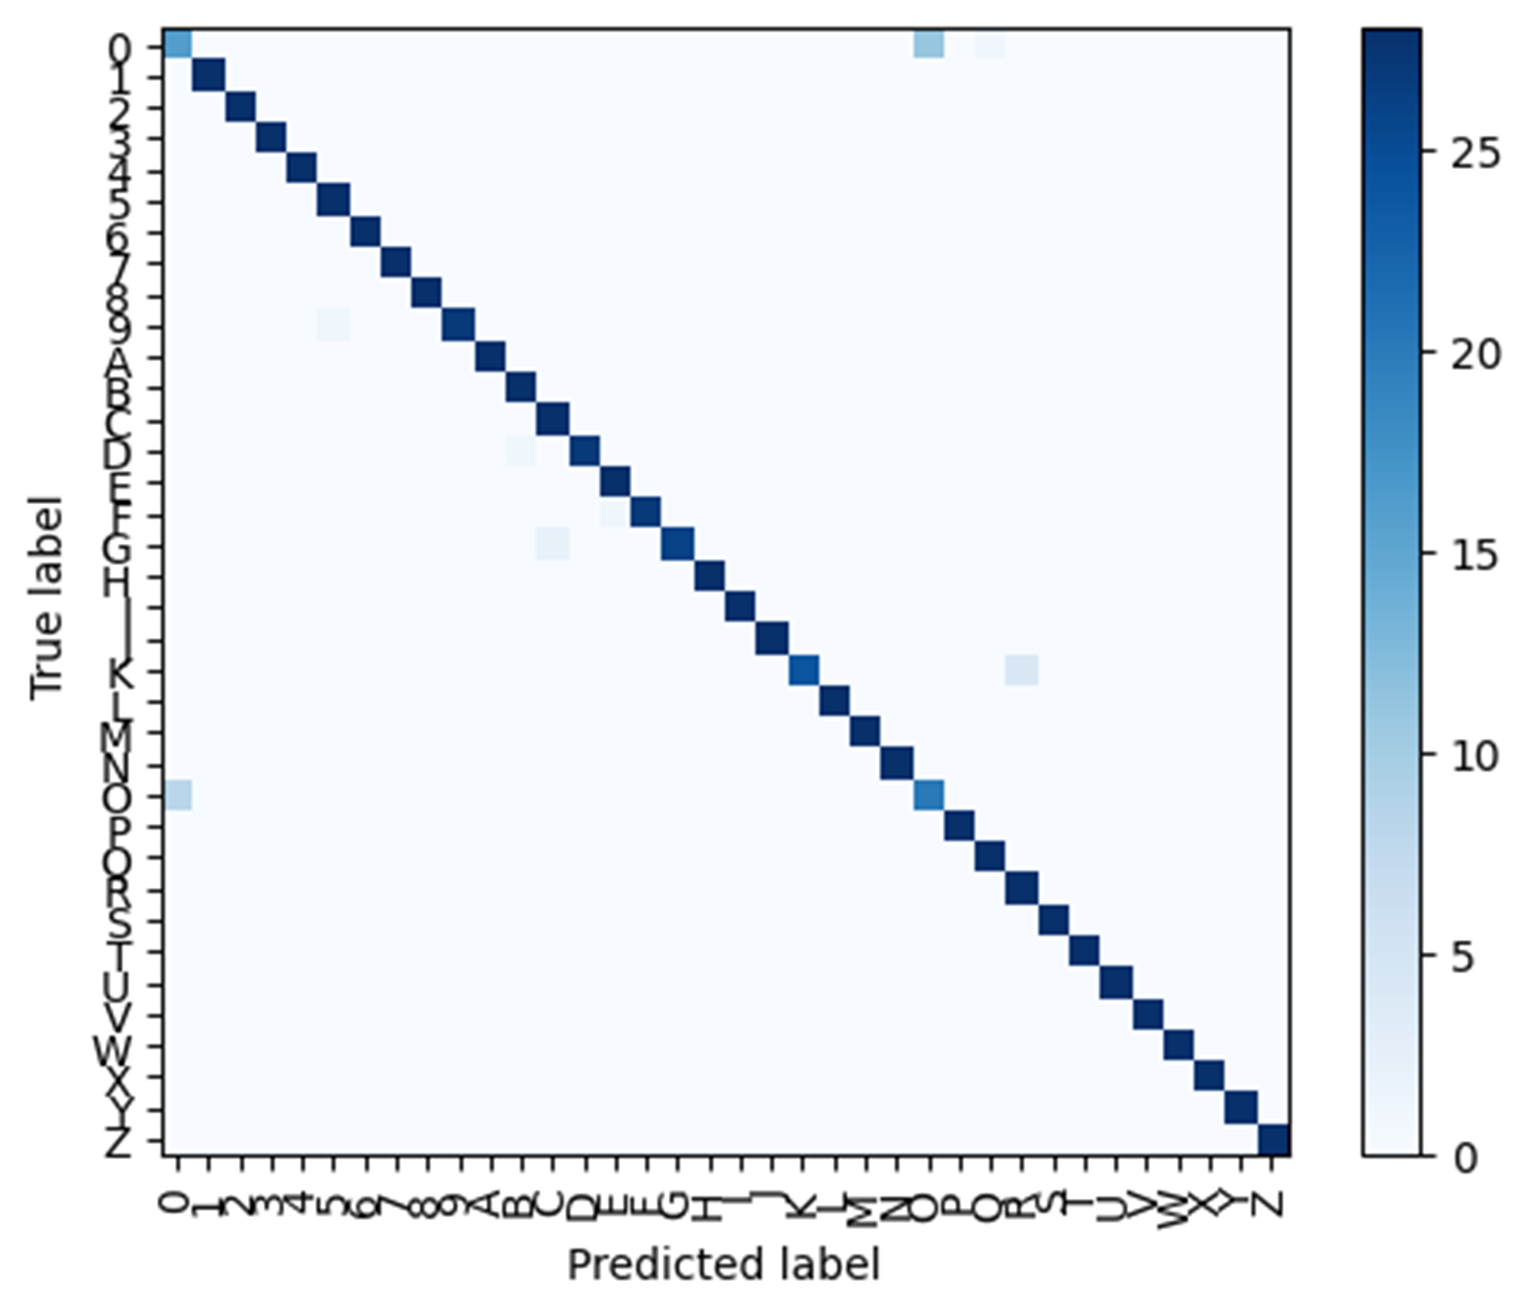 0
1
2
3
4
5
6
7
8
9
A
B
C
D
E
F
G
H
I
J
K
L
M
N
O
P
Q
R
S
T
U
V
W
X
Y
Z
True label
0 1 2 3 4 5 6 7 8 9 A B C D E F G H I J K L M N O P Q R S T U V W X Y Z
Predicted label
25
20
15
10
5
0